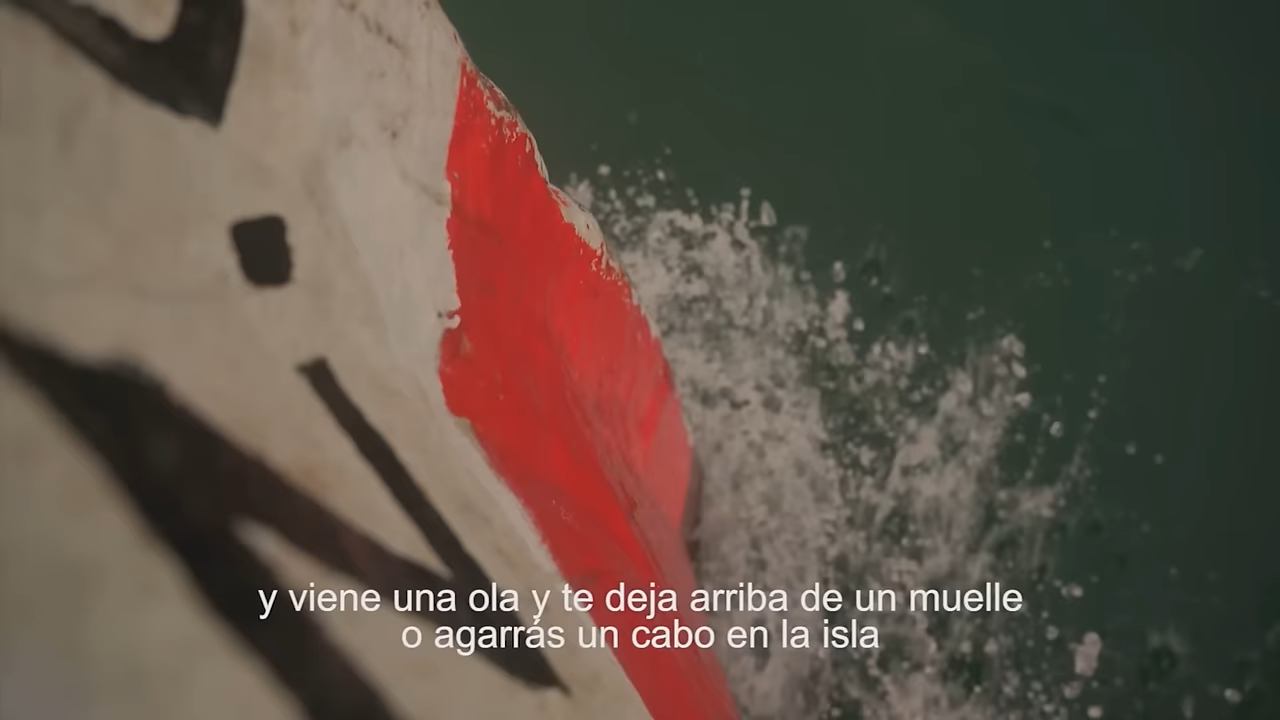 y viene una ola y te deja arriba de un muelle
o agarrás un cabo en la isla